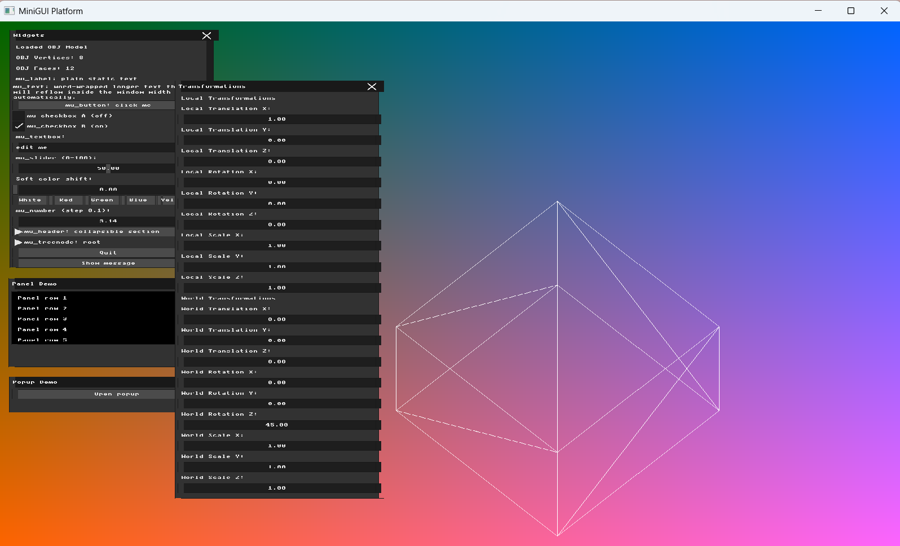 MiniGUI Platform
Widgets
Loaded OBJ Model
OBJ Vertices: 8
OBJ Faces: 12
mu_label: plain static text
mu_text: word-wrapped longer text th
will reflow inside the window width
automatically.
mu_button: click me
mu_checkbox A (off)
mu_checkbox B (on)
mu_textbox:
edit me
mu_slider (0-100):
50.00
Soft color shift:
0.00
White Red Green Blue Yel
mu_number (step 0.1):
3.14
mu_header: collapsible section
mu_treenode: root
Quit
Show message
Panel Demo
Panel row 1
Panel row 2
Panel row 3
Panel row 4
Panel row 5
Popup Demo
Open popup
Transformations
Local Transformations
Local Translation X:
1.00
Local Translation Y:
0.00
Local Translation Z:
0.00
Local Rotation X:
0.00
Local Rotation Y:
0.00
Local Rotation Z:
0.00
Local Scale X:
1.00
Local Scale Y:
1.00
Local Scale Z:
1.00
World Transformations
World Translation X:
0.00
World Translation Y:
0.00
World Translation Z:
0.00
World Rotation X:
0.00
World Rotation Y:
0.00
World Rotation Z:
45.00
World Scale X:
1.00
World Scale Y:
1.00
World Scale Z:
1.00